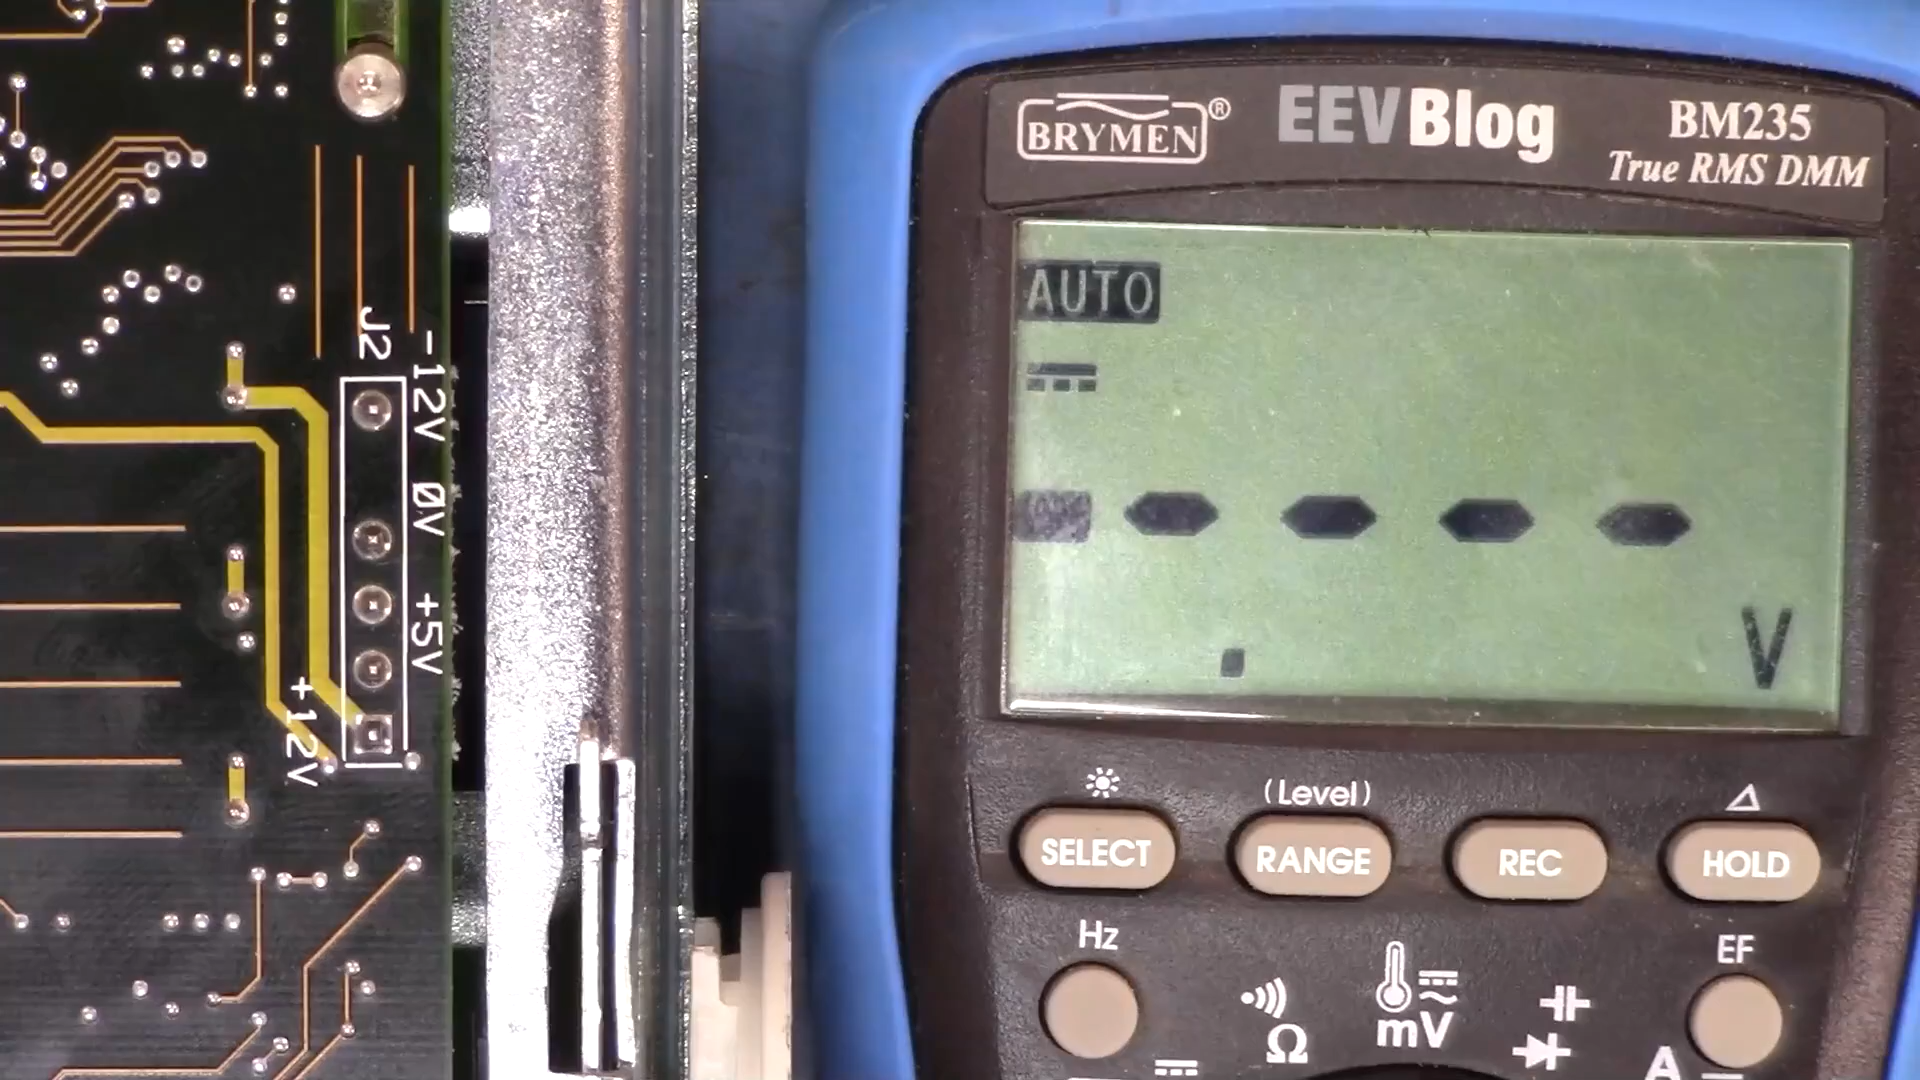 J2
-12V 0V +5V
+12V
BRYMEN®
EEVBlog
BM235
True RMS DMM
AUTO
- - - -
.
V
(Level)
Δ
SELECT
RANGE
REC
HOLD
Hz
EF
Ω
mV
A